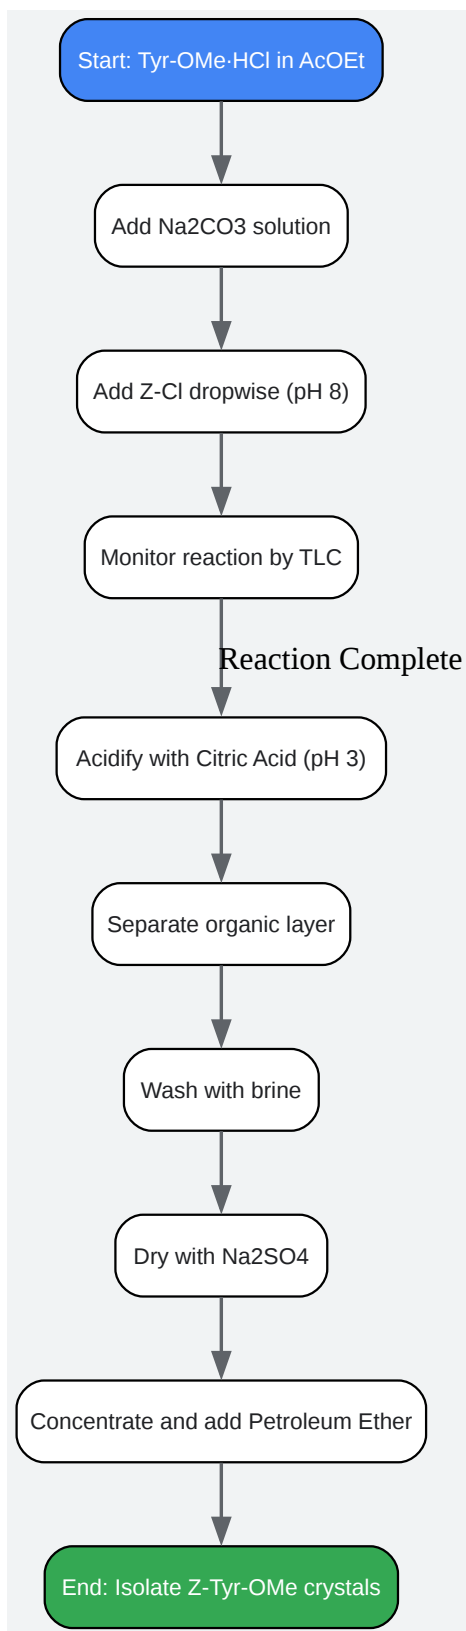 Start: Tyr-OMe·HCl in AcOEt
Add Na2CO3 solution
Add Z-Cl dropwise (pH 8)
Monitor reaction by TLC
Reaction Complete
Acidify with Citric Acid (pH 3)
Separate organic layer
Wash with brine
Dry with Na2SO4
Concentrate and add Petroleum Ether
End: Isolate Z-Tyr-OMe crystals